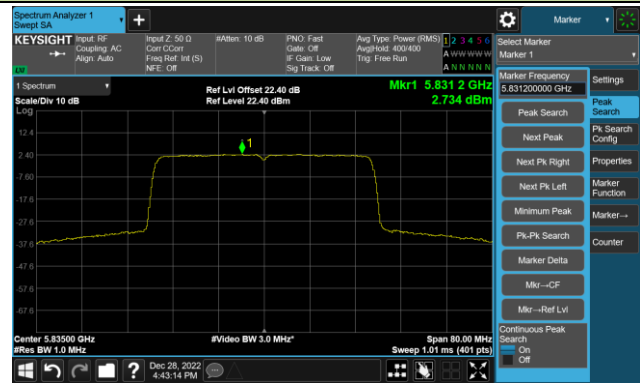 Spectrum Analyzer 1
Swept SA
+
Marker
KEYSIGHT
Input: RF
Coupling: AC
Align: Auto
Input Z: 50 Ω
Corr CCorr
Freq Ref: Int (S)
NFE: Off
#Atten: 10 dB
PNO: Fast
Gate: Off
IF Gain: Low
Sig Track: Off
Avg Type: Power (RMS)
Avg|Hold: 400/400
Trig: Free Run
1 2 3 4 5 6
A W W W W W
A N N N N N
Select Marker
Marker 1
1 Spectrum
Scale/Div 10 dB
Log
Ref Lvl Offset 22.40 dB
Ref Level 22.40 dBm
Mkr1 5.831 2 GHz
2.734 dBm
1
12.4
2.40
-7.60
-17.6
-27.6
-37.6
-47.6
-57.6
-67.6
Center 5.83500 GHz
#Res BW 1.0 MHz
#Video BW 3.0 MHz*
Span 80.00 MHz
Sweep 1.01 ms (401 pts)
Marker Frequency
5.831200000 GHz
Peak Search
Next Peak
Next Pk Right
Next Pk Left
Minimum Peak
Pk-Pk Search
Marker Delta
Mkr→CF
Mkr→Ref Lvl
Continuous Peak
Search
On
Off
Settings
Peak
Search
Pk Search
Config
Properties
Marker
Function
Marker→
Counter
?
Dec 28, 2022
4:43:14 PM